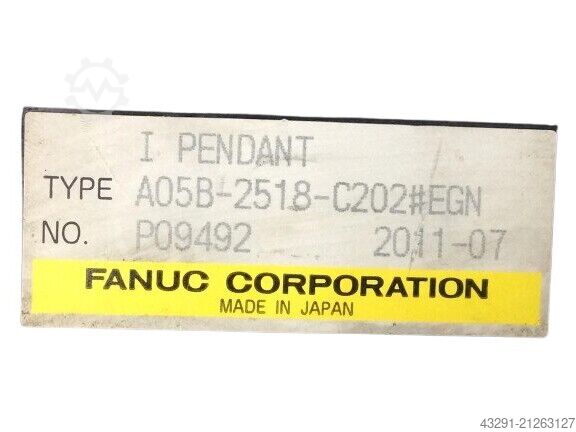 I PENDANT
TYPE A05B-2518-C202#EGN
NO. P09492 2011-07
FANUC CORPORATION
MADE IN JAPAN
43291-21263127